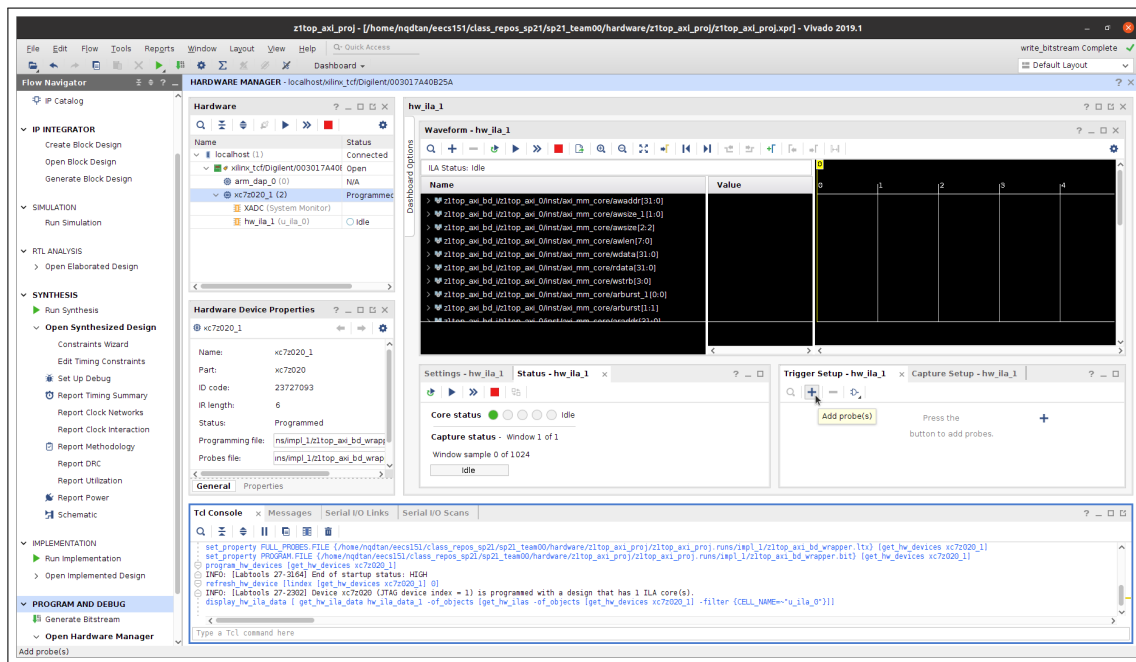 z1top_axi_proj - [/home/nqdtan/eecs151/class_repos_sp21/sp21_team00/hardware/z1top_axi_proj/z1top_axi_proj.xpr] - Vivado 2019.1
File Edit Flow Tools Reports Window Layout View Help Q- Quick Access
write_bitstream Complete
Dashboard
Default Layout
Flow Navigator
IP Catalog
IP INTEGRATOR
Create Block Design
Open Block Design
Generate Block Design
SIMULATION
Run Simulation
RTL ANALYSIS
Open Elaborated Design
SYNTHESIS
Run Synthesis
Open Synthesized Design
Constraints Wizard
Edit Timing Constraints
Set Up Debug
Report Timing Summary
Report Clock Networks
Report Clock Interaction
Report Methodology
Report DRC
Report Utilization
Report Power
Schematic
IMPLEMENTATION
Run Implementation
Open Implemented Design
PROGRAM AND DEBUG
Generate Bitstream
Open Hardware Manager
Add probe(s)
HARDWARE MANAGER - localhost/xilinx_tcf/Digilent/003017A40B25A
Hardware
Name Status
localhost (1) Connected
xilinx_tcf/Digilent/003017A40E Open
arm_dap_0 (0) N/A
xc7z020_1 (2) Programmed
XADC (System Monitor)
hw_ila_1 (u_ila_0) Idle
Hardware Device Properties
xc7z020_1
Name: xc7z020_1
Part: xc7z020
ID code: 23727093
IR length: 6
Status: Programmed
Programming file: ns/impl_1/z1top_axi_bd_wrapp
Probes file: ins/impl_1/z1top_axi_bd_wrap
General Properties
hw_ila_1
Dashboard Options
Waveform - hw_ila_1
ILA Status: Idle
Name Value
0
0 1 2 3 4
z1top_axi_bd_i/z1top_axi_0/inst/axi_mm_core/awaddr[31:0]
z1top_axi_bd_i/z1top_axi_0/inst/axi_mm_core/awsize_1[1:0]
z1top_axi_bd_i/z1top_axi_0/inst/axi_mm_core/awsize[2:2]
z1top_axi_bd_i/z1top_axi_0/inst/axi_mm_core/awlen[7:0]
z1top_axi_bd_i/z1top_axi_0/inst/axi_mm_core/wdata[31:0]
z1top_axi_bd_i/z1top_axi_0/inst/axi_mm_core/rdata[31:0]
z1top_axi_bd_i/z1top_axi_0/inst/axi_mm_core/wstrb[3:0]
z1top_axi_bd_i/z1top_axi_0/inst/axi_mm_core/arburst_1[0:0]
z1top_axi_bd_i/z1top_axi_0/inst/axi_mm_core/arburst[1:1]
z1top_axi_bd_i/z1top_axi_0/inst/axi_mm_core/araddr[31:0]
Settings - hw_ila_1 Status - hw_ila_1
Core status Idle
Capture status - Window 1 of 1
Window sample 0 of 1024
Idle
Trigger Setup - hw_ila_1 Capture Setup - hw_ila_1
Add probe(s)
Press the
button to add probes.
Tcl Console Messages Serial I/O Links Serial I/O Scans
set_property FULL_PROBES.FILE {/home/nqdtan/eecs151/class_repos_sp21/sp21_team00/hardware/z1top_axi_proj/z1top_axi_proj.runs/impl_1/z1top_axi_bd_wrapper.ltx} [get_hw_devices xc7z020_1]
set_property PROGRAM.FILE {/home/nqdtan/eecs151/class_repos_sp21/sp21_team00/hardware/z1top_axi_proj/z1top_axi_proj.runs/impl_1/z1top_axi_bd_wrapper.bit} [get_hw_devices xc7z020_1]
program_hw_devices [get_hw_devices xc7z020_1]
INFO: [Labtools 27-3164] End of startup status: HIGH
refresh_hw_device [lindex [get_hw_devices xc7z020_1] 0]
INFO: [Labtools 27-2302] Device xc7z020 (JTAG device index = 1) is programmed with a design that has 1 ILA core(s).
display_hw_ila_data [ get_hw_ila_data hw_ila_data_1 -of_objects [get_hw_ilas -of_objects [get_hw_devices xc7z020_1] -filter {CELL_NAME=~"u_ila_0"}]]
Type a Tcl command here